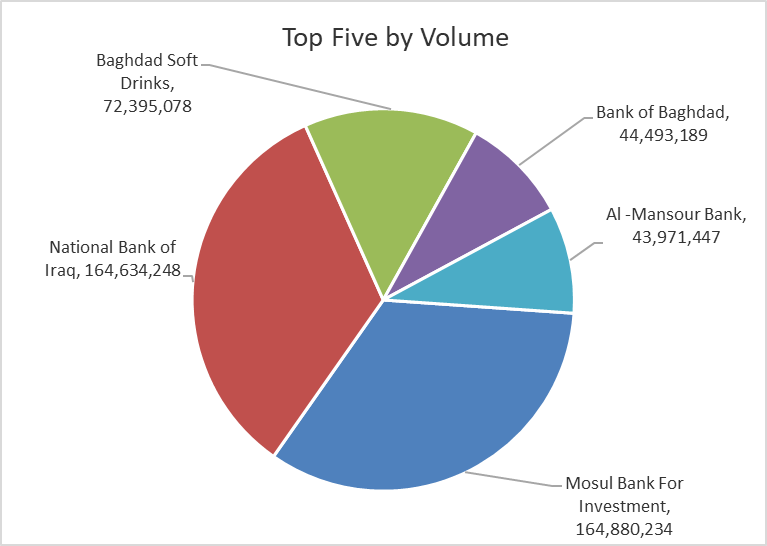 Top Five by Volume
Baghdad Soft
Drinks,
72,395,078
Bank of Baghdad,
44,493,189
Al -Mansour Bank,
43,971,447
National Bank of
Iraq, 164,634,248
Mosul Bank For
Investment,
164,880,234